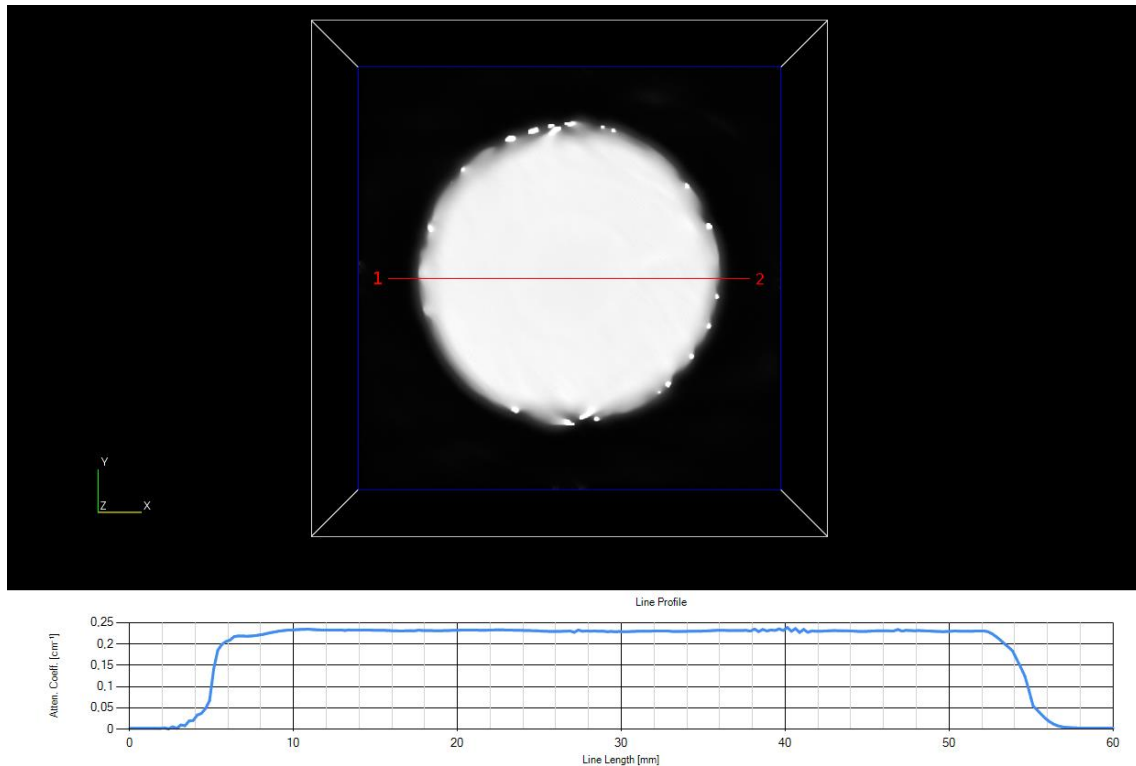 1
2
Y
Z
X
Line Profile
Atten. Coeff. [cm⁻¹]
0,25
0,2
0,15
0,1
0,05
0
0
10
20
30
40
50
60
Line Length [mm]